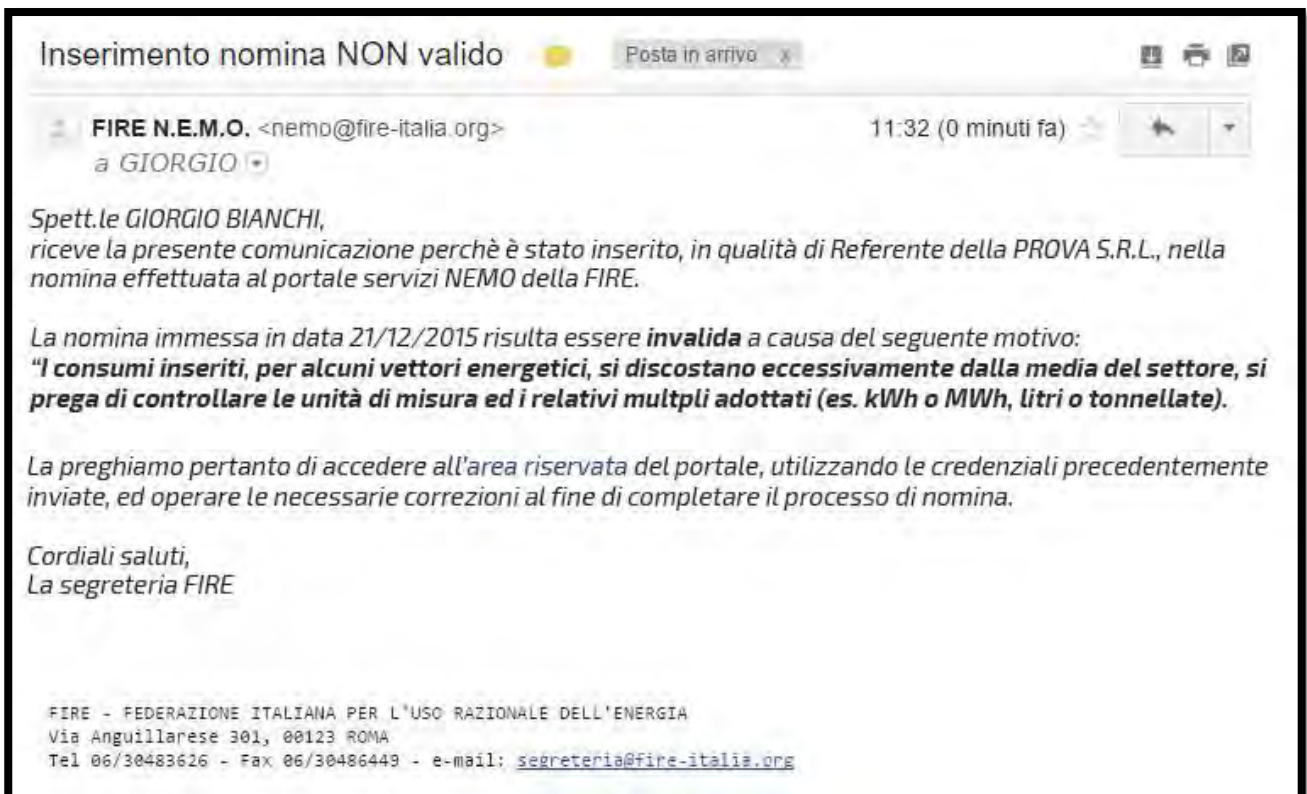 Inserimento nomina NON valido Posta in arrivo x
FIRE N.E.M.O. <nemo@fire-italia.org> 11:32 (0 minuti fa)
a GIORGIO
Spett.le GIORGIO BIANCHI,
riceve la presente comunicazione perchè è stato inserito, in qualità di Referente della PROVA S.R.L., nella
nomina effettuata al portale servizi NEMO della FIRE.
La nomina immessa in data 21/12/2015 risulta essere invalida a causa del seguente motivo:
"I consumi inseriti, per alcuni vettori energetici, si discostano eccessivamente dalla media del settore, si
prega di controllare le unità di misura ed i relativi multpli adottati (es. kWh o MWh, litri o tonnellate).
La preghiamo pertanto di accedere all'area riservata del portale, utilizzando le credenziali precedentemente
inviate, ed operare le necessarie correzioni al fine di completare il processo di nomina.
Cordiali saluti,
La segreteria FIRE
FIRE - FEDERAZIONE ITALIANA PER L'USO RAZIONALE DELL'ENERGIA
Via Anguillarese 301, 00123 ROMA
Tel 06/30483626 - Fax 06/30486449 - e-mail: segreteria@fire-italia.org